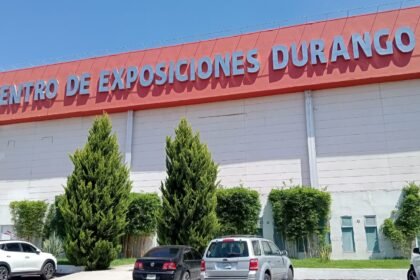 ENTRO DE EXPOSICIONES DURANGO